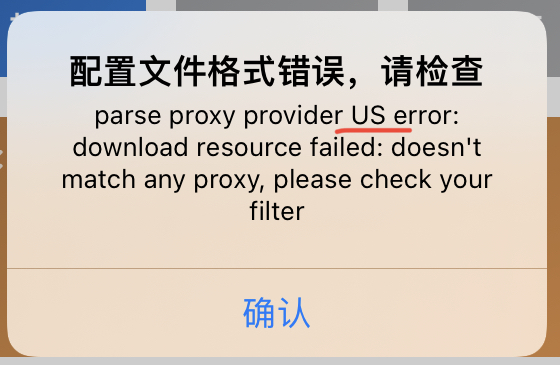 配置文件格式错误，请检查
parse proxy provider US error:
download resource failed: doesn't
match any proxy, please check your
filter
确认